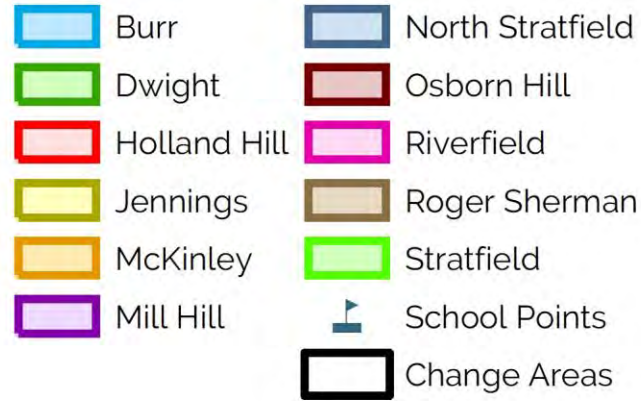 Burr
Dwight
Holland Hill
Jennings
McKinley
Mill Hill
North Stratfield
Osborn Hill
Riverfield
Roger Sherman
Stratfield
School Points
Change Areas